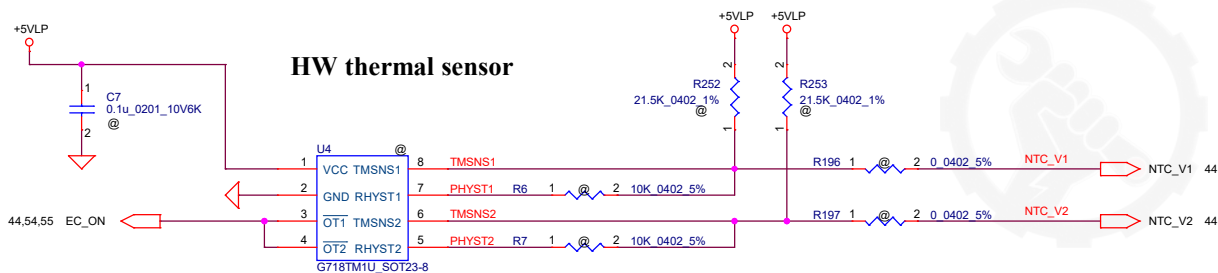 +5VLP
+5VLP
+5VLP
HW thermal sensor
1
C7
0.1u_0201_10V6K
2
@
2
R252
21.5K_0402_1%
@
1
2
R253
21.5K_0402_1%
@
1
U4
@
1 VCC TMSNS1 8 TMSNS1
R196 1 @ 2 0_0402_5% NTC_V1 NTC_V1 44
2 GND RHYST1 7 PHYST1 R6 1 @ 2 10K_0402_5%
44,54,55 EC_ON 3 OT1 TMSNS2 6 TMSNS2
R197 1 @ 2 0_0402_5% NTC_V2 NTC_V2 44
4 OT2 RHYST2 5 PHYST2 R7 1 @ 2 10K_0402_5%
G718TM1U_SOT23-8